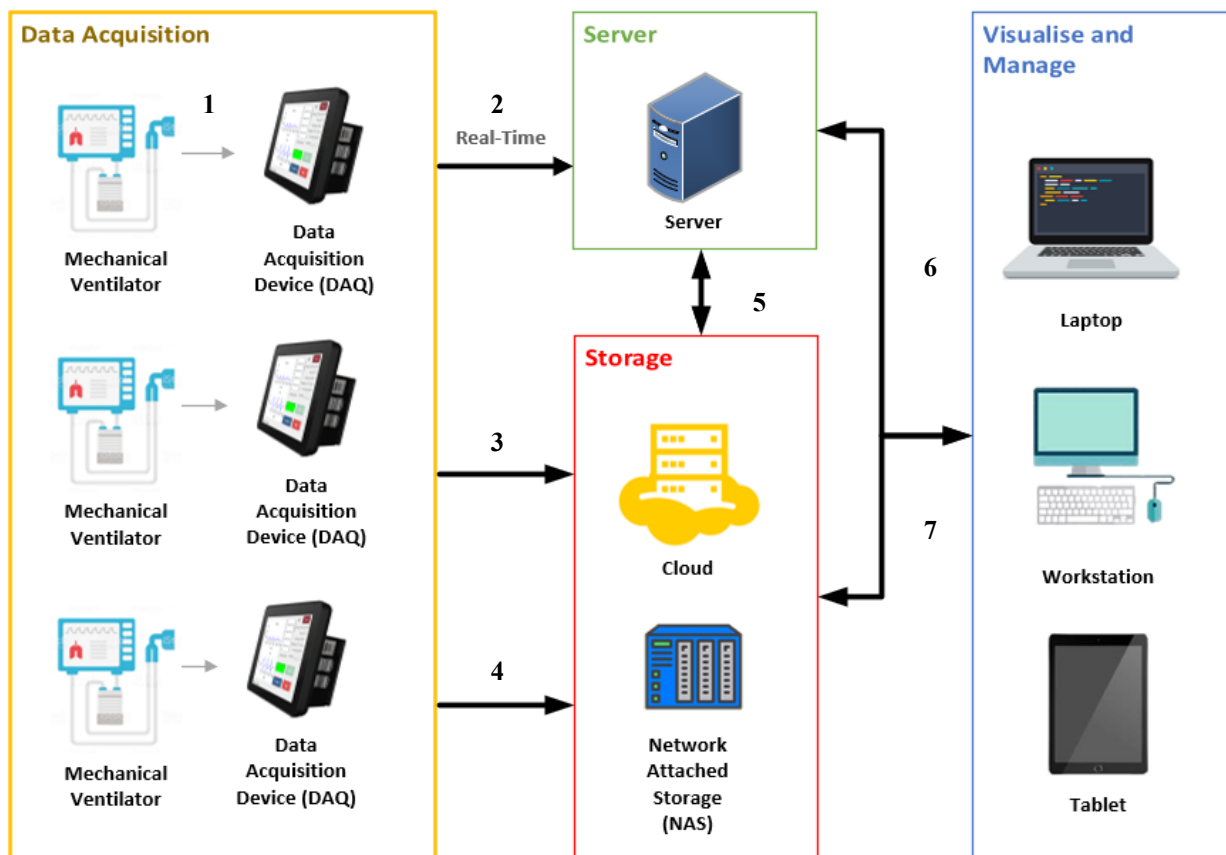 Data Acquisition
1
Mechanical
Ventilator
Data
Acquisition
Device (DAQ)
Mechanical
Ventilator
Data
Acquisition
Device (DAQ)
Mechanical
Ventilator
Data
Acquisition
Device (DAQ)
2
Real-Time
3
4
Server
Server
5
Storage
Cloud
Network
Attached
Storage
(NAS)
6
7
Visualise and
Manage
Laptop
Workstation
Tablet